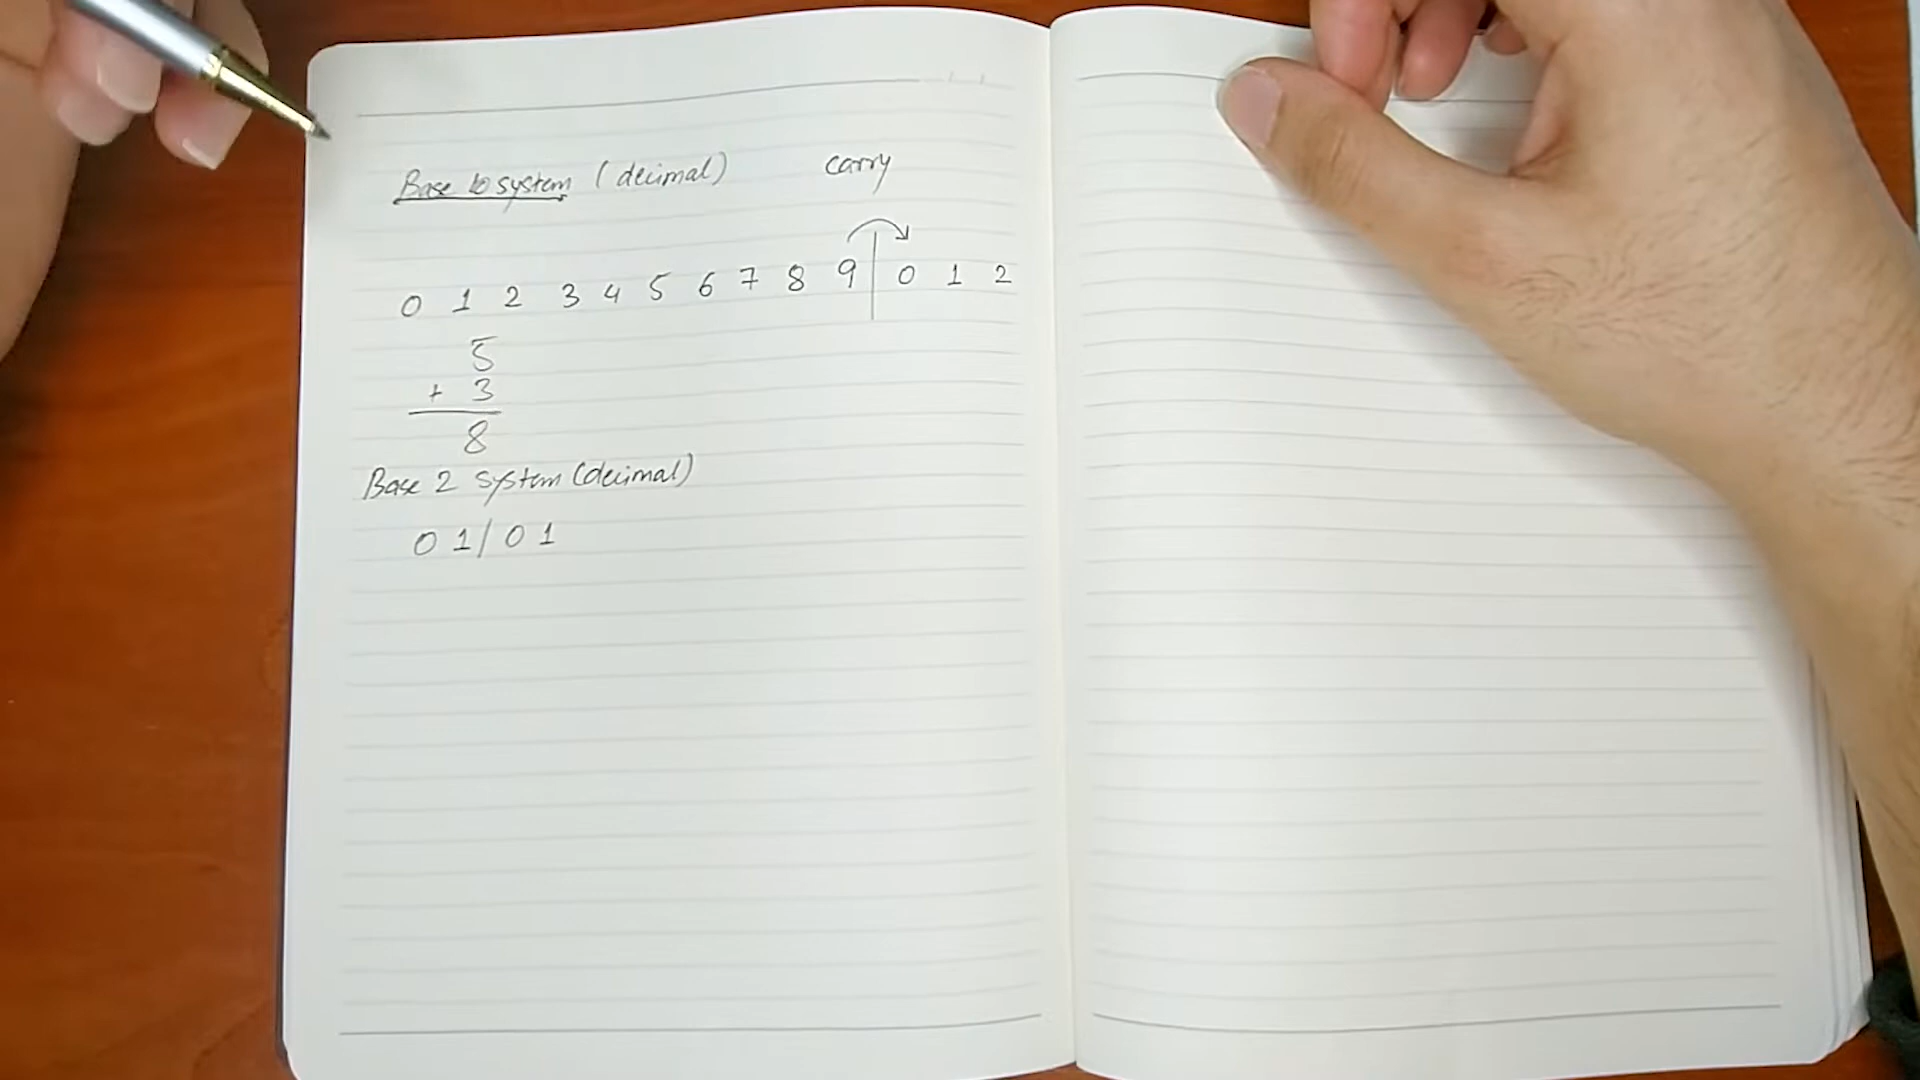 Base 10 system (decimal) carry
0 1 2 3 4 5 6 7 8 9 | 0 1 2
5
+ 3
8
Base 2 system (decimal)
0 1 / 0 1